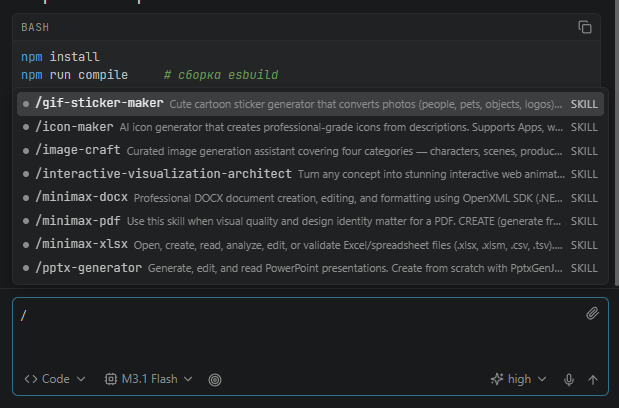 BASH
npm install
npm run compile # сборка esbuild
/gif-sticker-maker Cute cartoon sticker generator that converts photos (people, pets, objects, logos)... SKILL
/icon-maker AI icon generator that creates professional-grade icons from descriptions. Supports Apps, w... SKILL
/image-craft Curated image generation assistant covering four categories — characters, scenes, produc... SKILL
/interactive-visualization-architect Turn any concept into stunning interactive web animat... SKILL
/minimax-docx Professional DOCX document creation, editing, and formatting using OpenXML SDK (.NE... SKILL
/minimax-pdf Use this skill when visual quality and design identity matter for a PDF. CREATE (generate fr... SKILL
/minimax-xlsx Open, create, read, analyze, edit, or validate Excel/spreadsheet files (.xlsx, .xlsm, .csv, .tsv).... SKILL
/pptx-generator Generate, edit, and read PowerPoint presentations. Create from scratch with PptxGenJ... SKILL
/
Code M3.1 Flash high